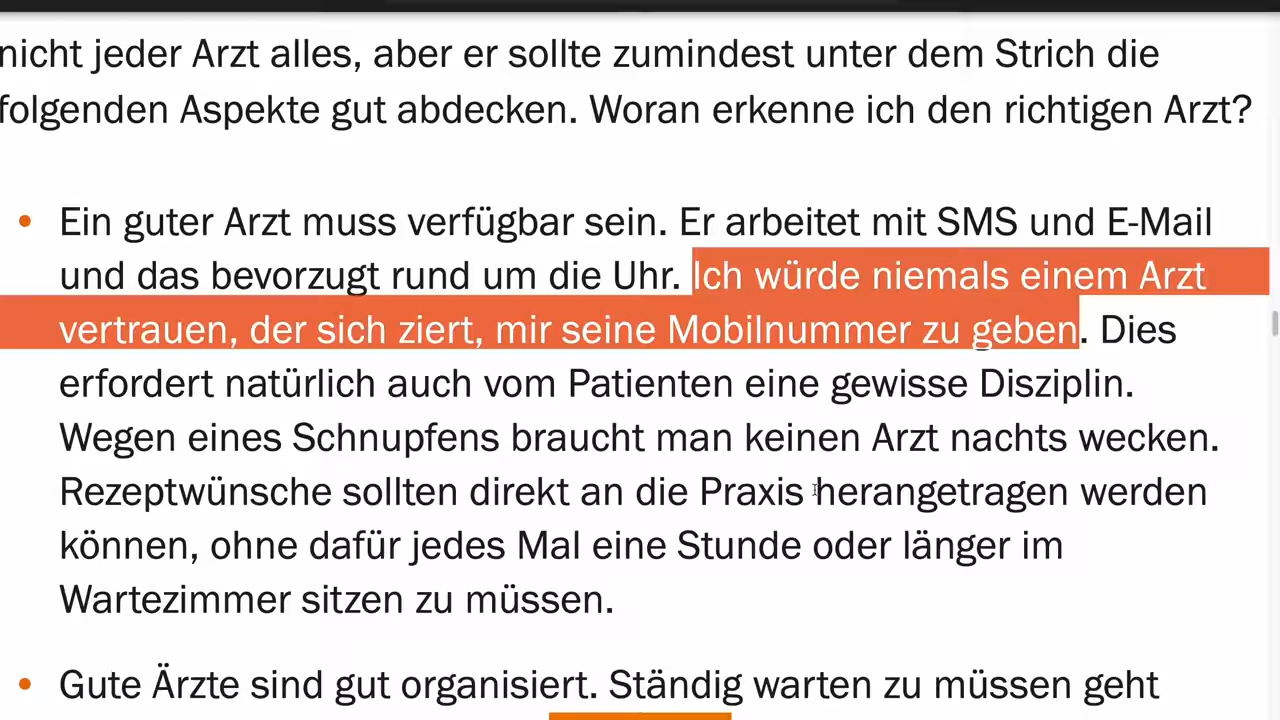 nicht jeder Arzt alles, aber er sollte zumindest unter dem Strich die
folgenden Aspekte gut abdecken. Woran erkenne ich den richtigen Arzt?
• Ein guter Arzt muss verfügbar sein. Er arbeitet mit SMS und E-Mail
und das bevorzugt rund um die Uhr. Ich würde niemals einem Arzt
vertrauen, der sich ziert, mir seine Mobilnummer zu geben. Dies
erfordert natürlich auch vom Patienten eine gewisse Disziplin.
Wegen eines Schnupfens braucht man keinen Arzt nachts wecken.
Rezeptwünsche sollten direkt an die Praxis herangetragen werden
können, ohne dafür jedes Mal eine Stunde oder länger im
Wartezimmer sitzen zu müssen.
• Gute Ärzte sind gut organisiert. Ständig warten zu müssen geht